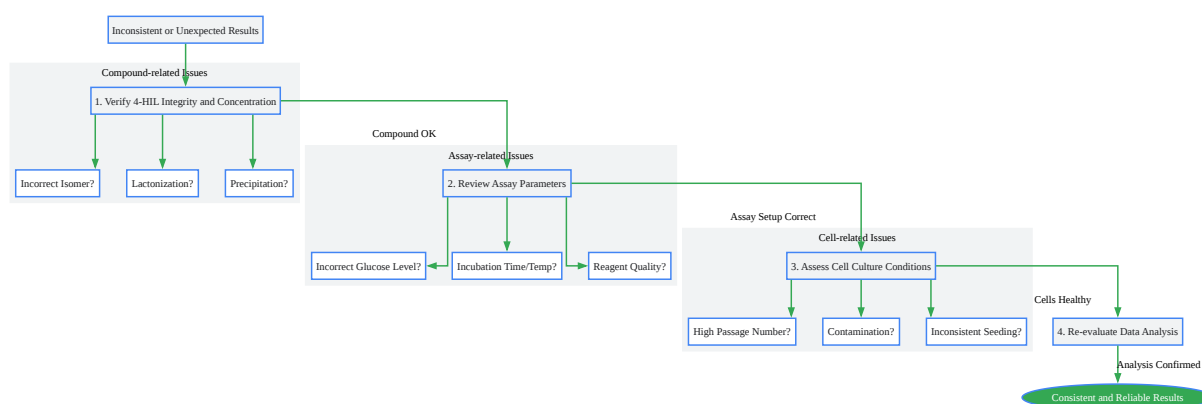 Inconsistent or Unexpected Results
Compound-related Issues
1. Verify 4-HIL Integrity and Concentration
Incorrect Isomer?
Lactonization?
Precipitation?
Compound OK
Assay-related Issues
2. Review Assay Parameters
Incorrect Glucose Level?
Incubation Time/Temp?
Reagent Quality?
Assay Setup Correct
Cell-related Issues
3. Assess Cell Culture Conditions
High Passage Number?
Contamination?
Inconsistent Seeding?
Cells Healthy
4. Re-evaluate Data Analysis
Analysis Confirmed
Consistent and Reliable Results